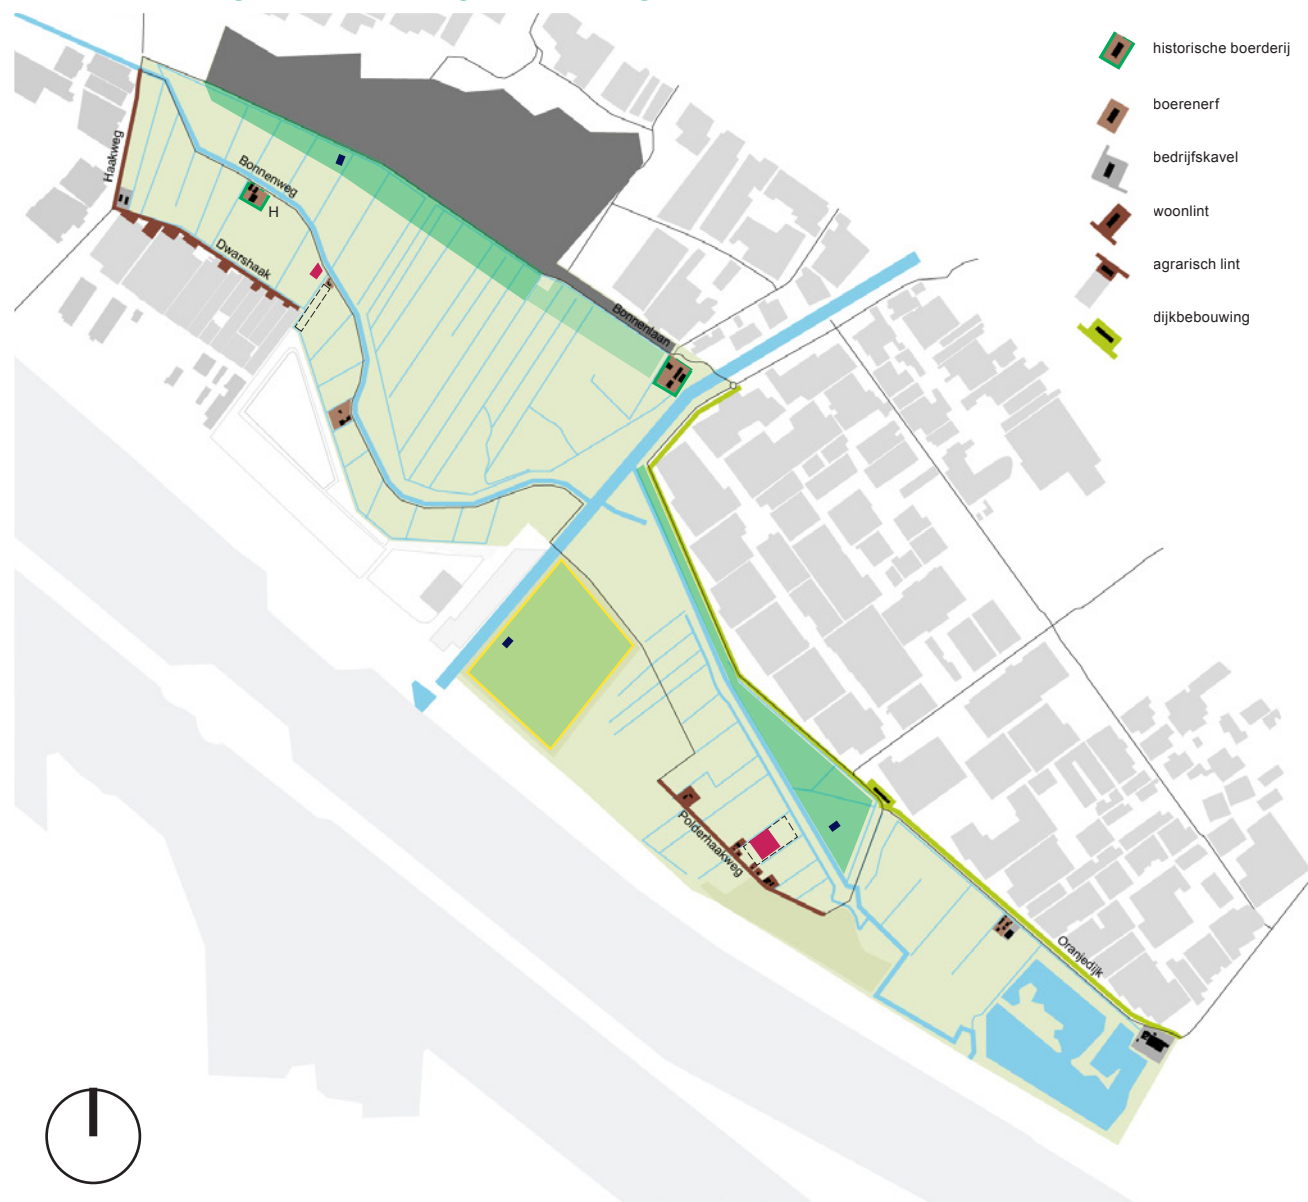 historische boerderij
boerenerf
bedrijfskavel
woonlint
agrarisch lint
dijkbebouwing
Haakweg
Bonnenweg
H
Dwarshaak
Bonnenlaan
Polderhaakweg
Oranjedijk